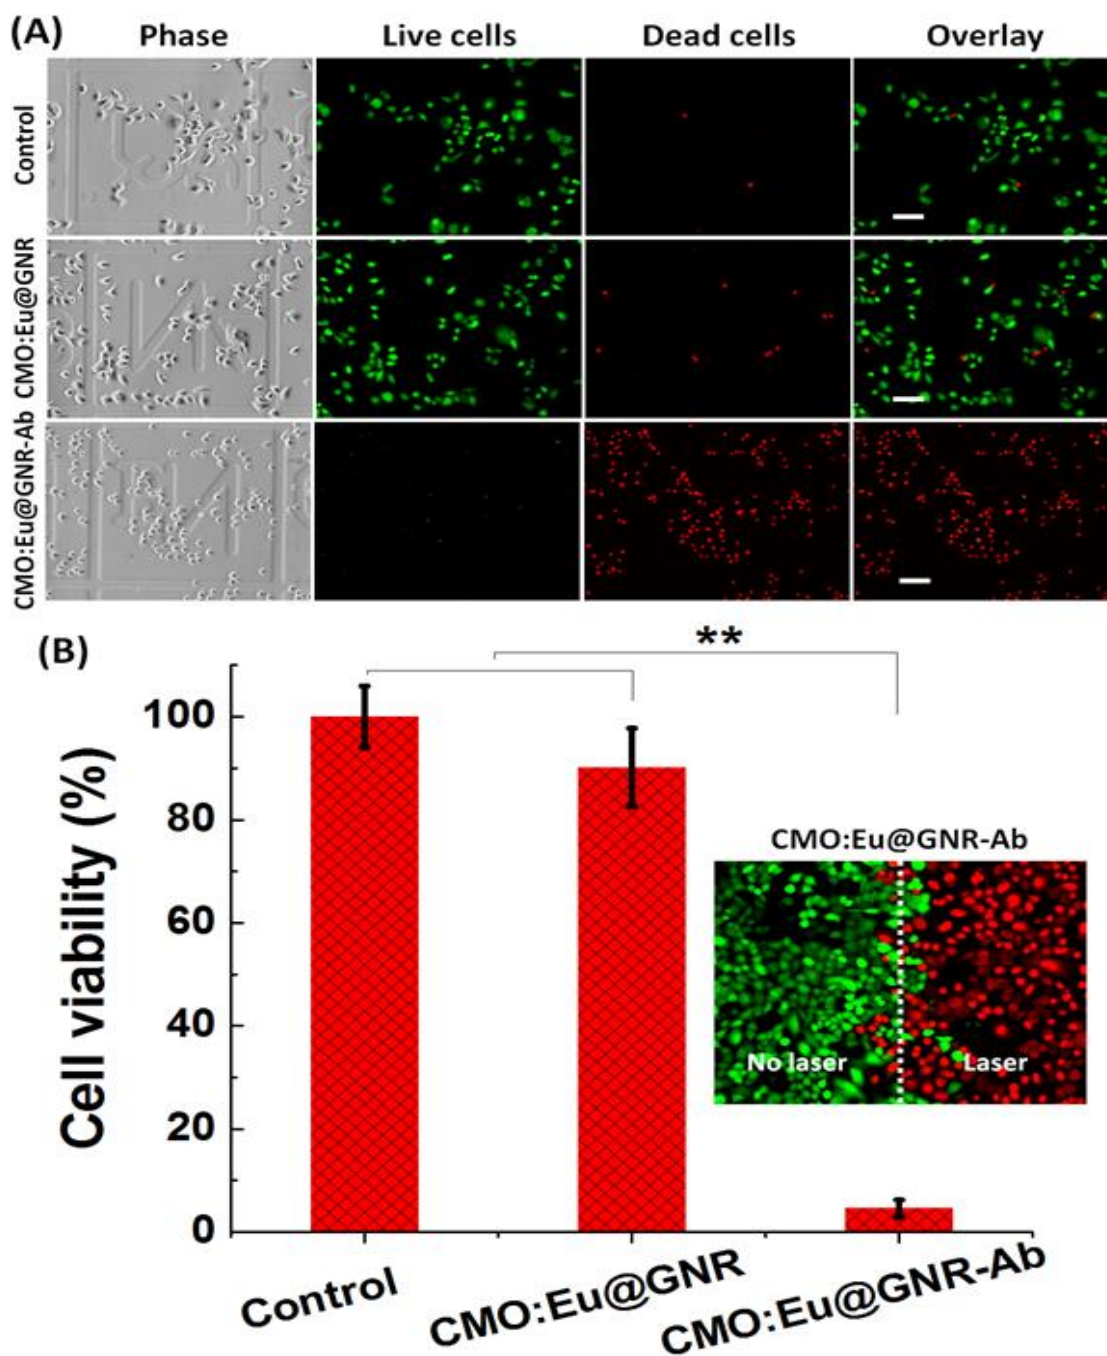 (A)
Phase Live cells Dead cells Overlay
Control
CMO:Eu@GNR
CMO:Eu@GNR-Ab
(B)
**
Cell viability (%)
100
80
60
40
20
0
CMO:Eu@GNR-Ab
No laser Laser
Control CMO:Eu@GNR CMO:Eu@GNR-Ab